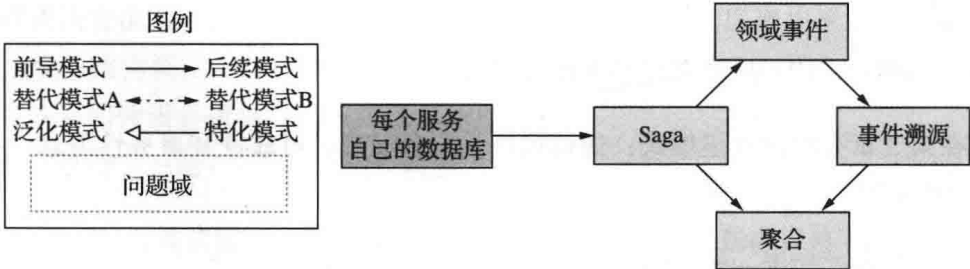 图例
前导模式 后续模式
替代模式A 替代模式B
泛化模式 特化模式
问题域
每个服务
自己的数据库
Saga
领域事件
事件溯源
聚合